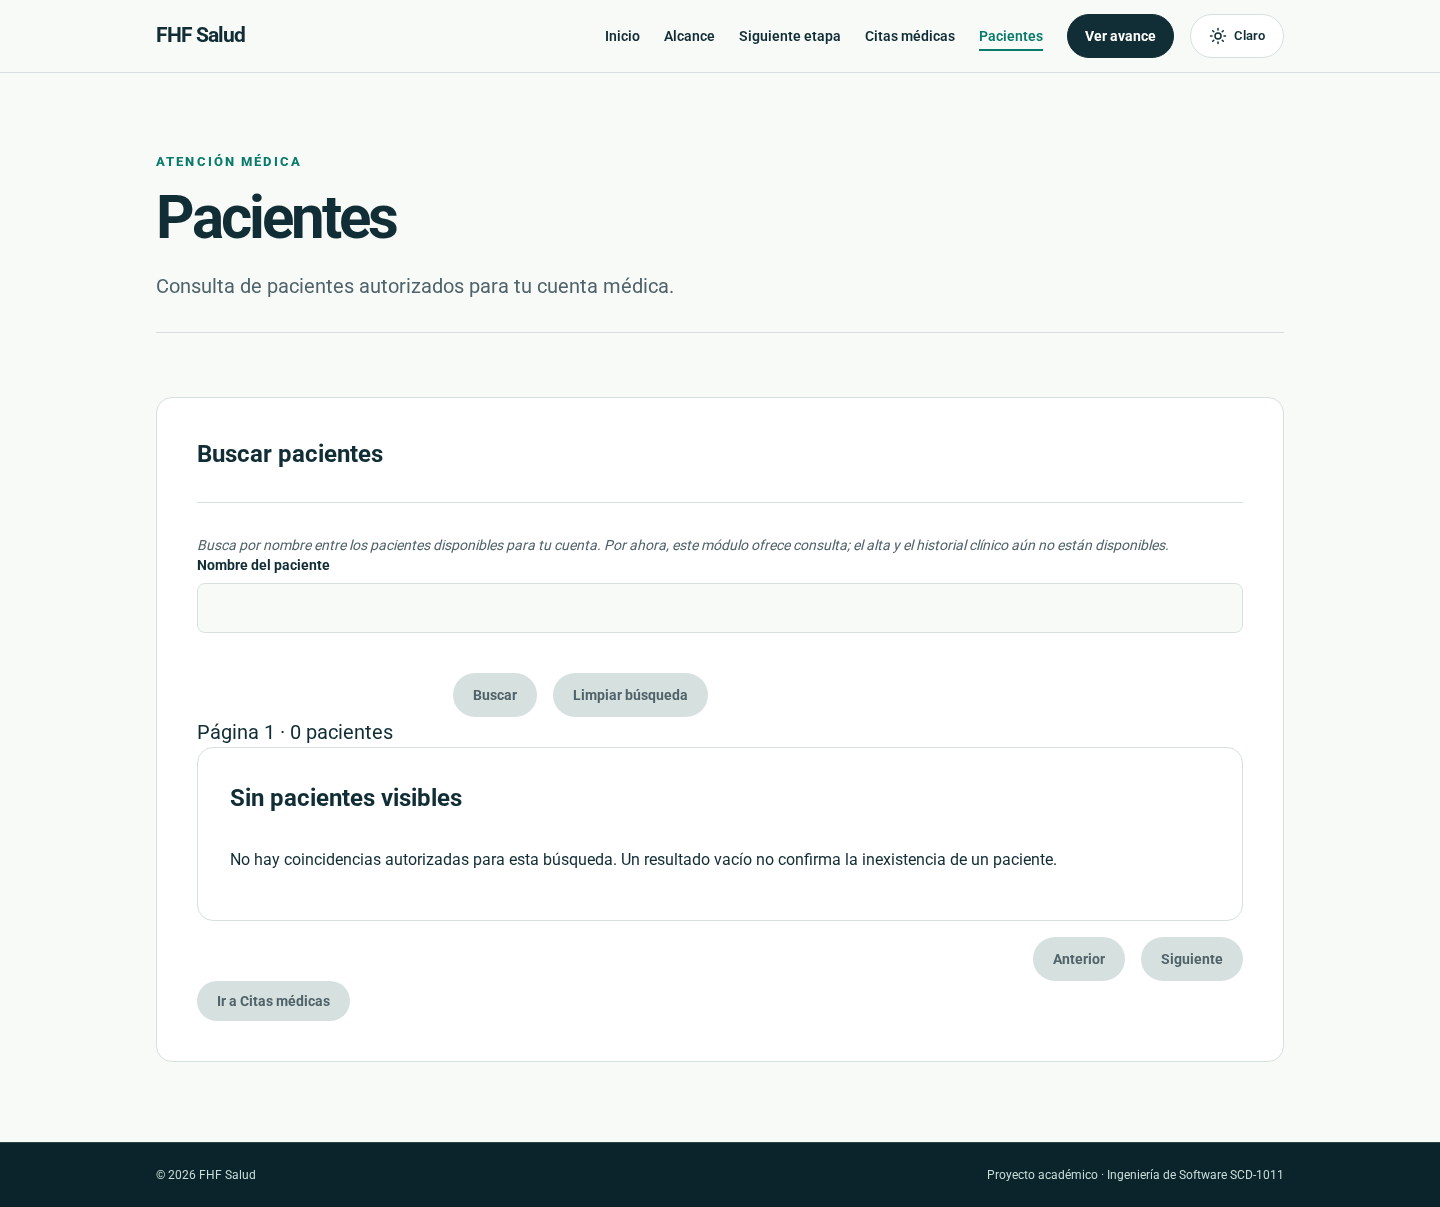 FHF Salud
Inicio
Alcance
Siguiente etapa
Citas médicas
Pacientes
Ver avance
Claro
ATENCIÓN MÉDICA
Pacientes
Consulta de pacientes autorizados para tu cuenta médica.
Buscar pacientes
Busca por nombre entre los pacientes disponibles para tu cuenta. Por ahora, este módulo ofrece consulta; el alta y el historial clínico aún no están disponibles.
Nombre del paciente
Buscar
Limpiar búsqueda
Página 1 · 0 pacientes
Sin pacientes visibles
No hay coincidencias autorizadas para esta búsqueda. Un resultado vacío no confirma la inexistencia de un paciente.
Anterior
Siguiente
Ir a Citas médicas
© 2026 FHF Salud
Proyecto académico · Ingeniería de Software SCD-1011